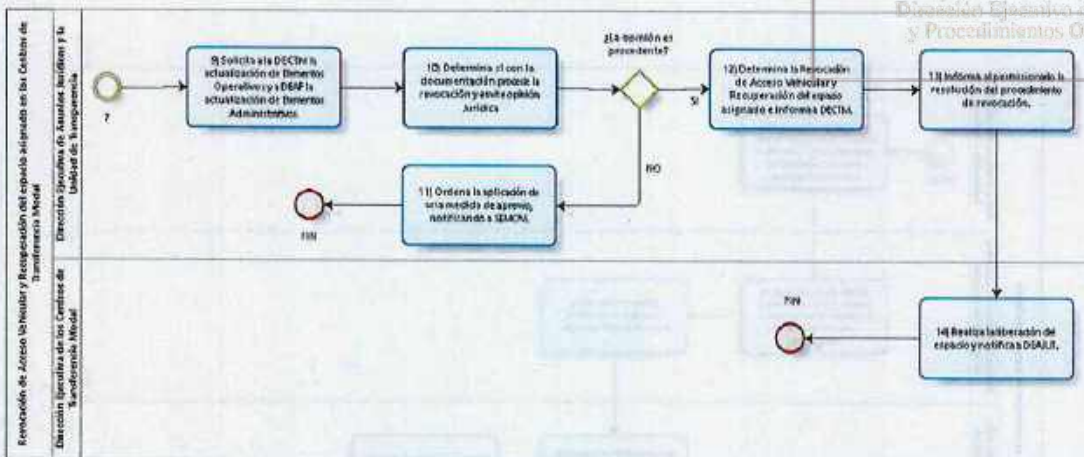 Dirección Ejecutiva
y Procedimientos O
Revocación de Acceso Vehicular y Recuperación del espacio asignado en los Centros de
Transferencia Modal
Dirección Ejecutiva de Asuntos Jurídicos y la
Unidad de Transparencia
7
9) Solicita a la DECTM la
actualización de Elementos
Operativos y a DEAF la
actualización de Elementos
Administrativos
10) Determina si con la
documentación procede la
revocación y emite opinión
Jurídica
¿La opinión es
procedente?
SI
NO
11) Ordena la aplicación de
una medida de apremio,
notificando a
FIN
12) Determina la Revocación
de Acceso Vehicular y
Recuperación del espacio
asignado e informa a DECTM.
13) Informa al permisionario la
resolución del procedimiento
de revocación.
Dirección Ejecutiva de los Centros de
Transferencia Modal
14) Realiza la liberación del
espacio y notifica a DEAJUT.
FIN